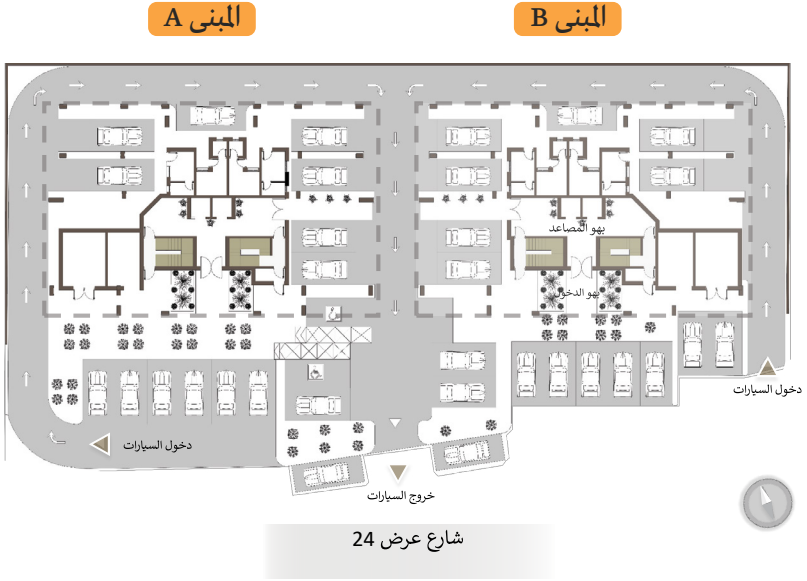 المبنى A
المبنى B
بهو المصاعد
بهو الدخول
دخول السيارات
دخول السيارات
خروج السيارات
شارع عرض 24